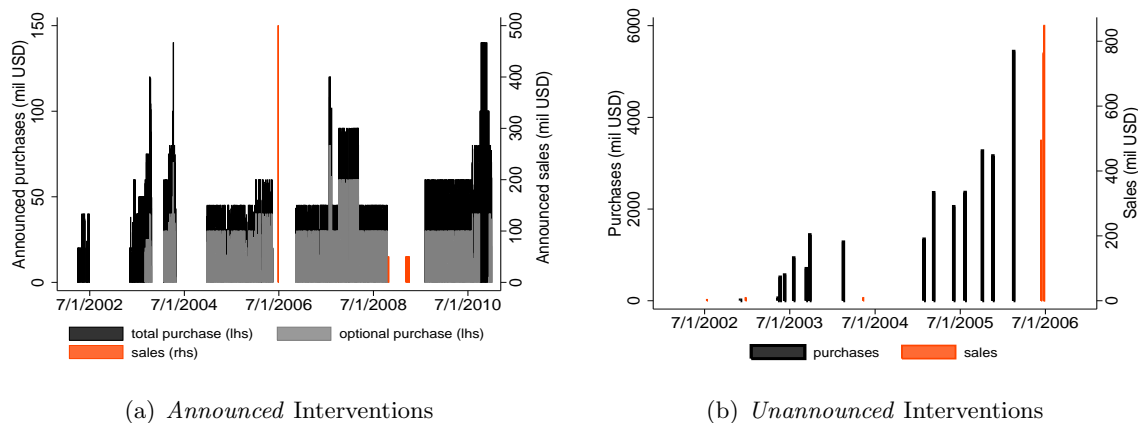 Announced purchases (mil USD)
150
100
50
0
500
400
300
200
100
0
Announced sales (mil USD)
7/1/2002 7/1/2004 7/1/2006 7/1/2008 7/1/2010
total purchase (lhs) optional purchase (lhs)
sales (rhs)
(a) Announced Interventions
Purchases (mil USD)
6000
4000
2000
0
800
600
400
200
0
Sales (mil USD)
7/1/2002 7/1/2003 7/1/2004 7/1/2005 7/1/2006
purchases sales
(b) Unannounced Interventions